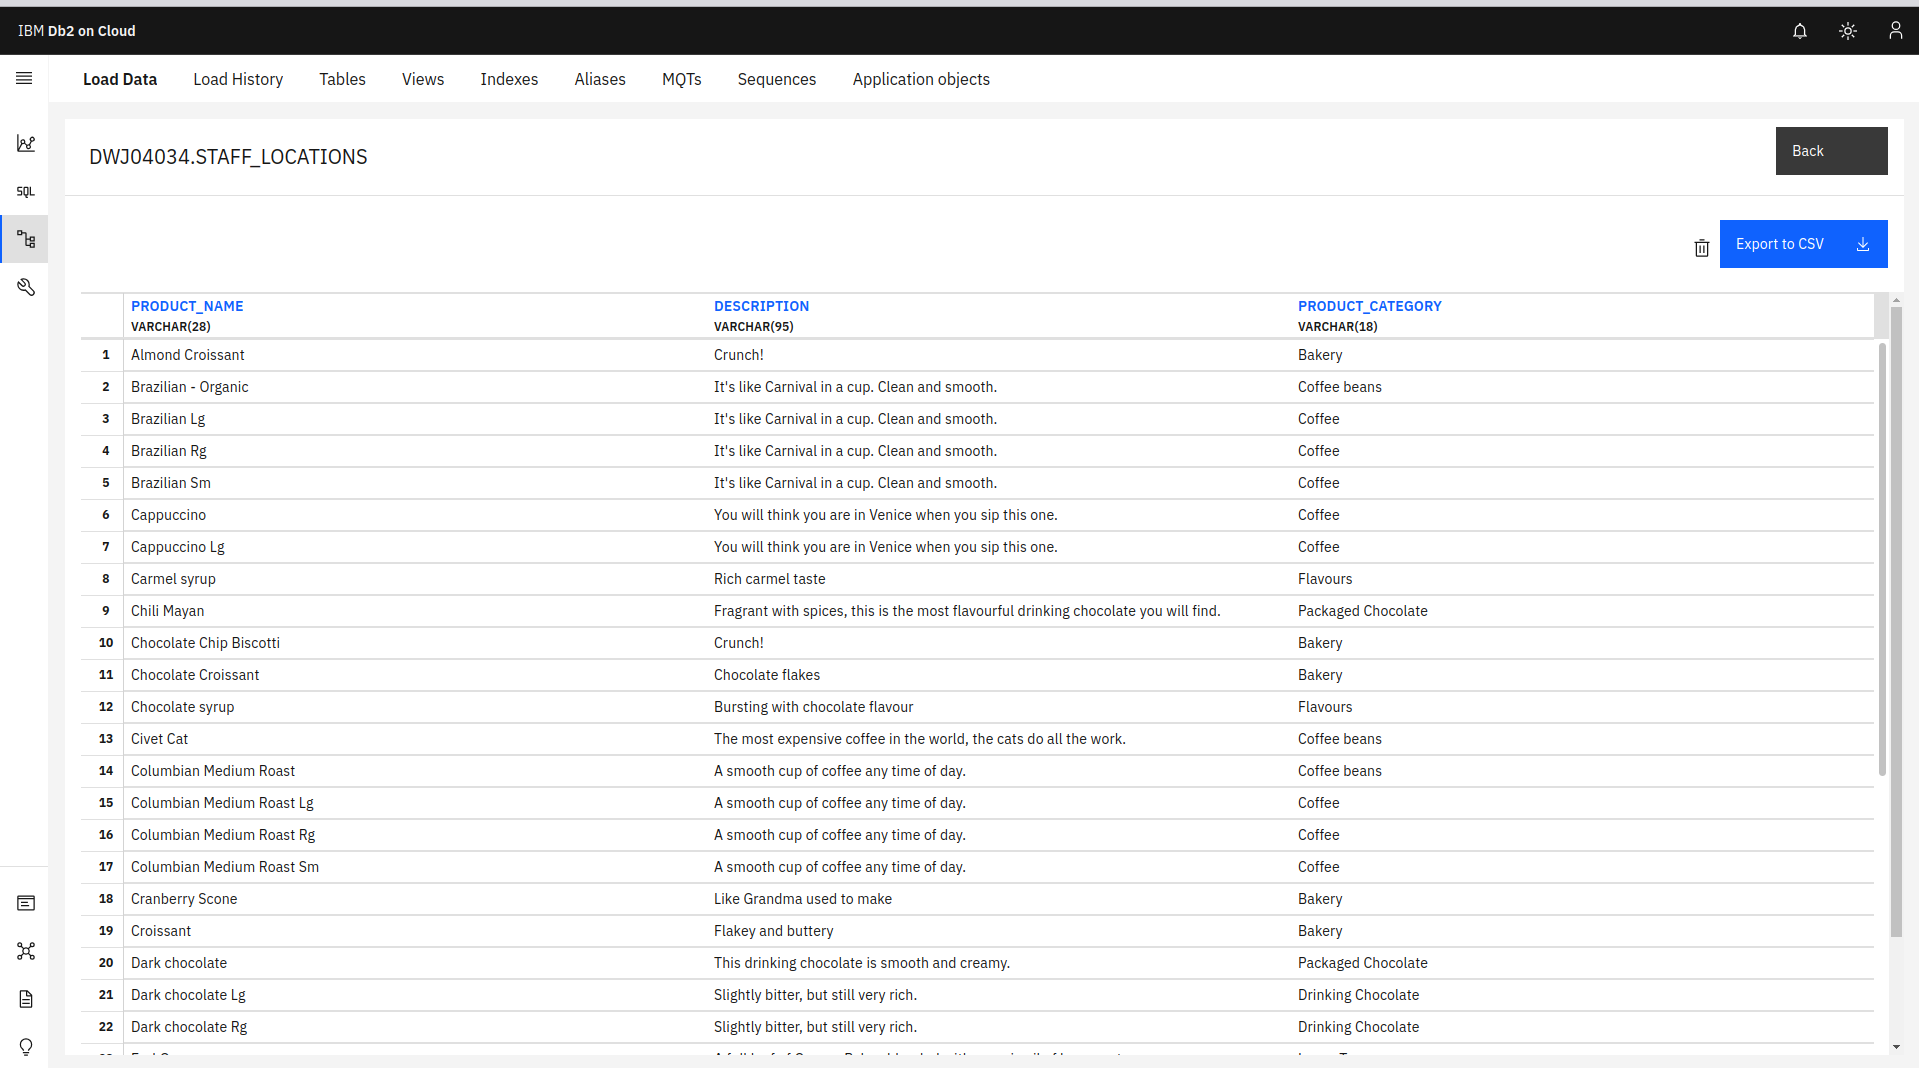 IBM Db2 on Cloud
Load Data Load History Tables Views Indexes Aliases MQTs Sequences Application objects
DWJ04034.STAFF_LOCATIONS
Back
SQL
Export to CSV
PRODUCT_NAME DESCRIPTION PRODUCT_CATEGORY
VARCHAR(28) VARCHAR(95) VARCHAR(18)
1 Almond Croissant Crunch! Bakery
2 Brazilian - Organic It's like Carnival in a cup. Clean and smooth. Coffee beans
3 Brazilian Lg It's like Carnival in a cup. Clean and smooth. Coffee
4 Brazilian Rg It's like Carnival in a cup. Clean and smooth. Coffee
5 Brazilian Sm It's like Carnival in a cup. Clean and smooth. Coffee
6 Cappuccino You will think you are in Venice when you sip this one. Coffee
7 Cappuccino Lg You will think you are in Venice when you sip this one. Coffee
8 Carmel syrup Rich carmel taste Flavours
9 Chili Mayan Fragrant with spices, this is the most flavourful drinking chocolate you will find. Packaged Chocolate
10 Chocolate Chip Biscotti Crunch! Bakery
11 Chocolate Croissant Chocolate flakes Bakery
12 Chocolate syrup Bursting with chocolate flavour Flavours
13 Civet Cat The most expensive coffee in the world, the cats do all the work. Coffee beans
14 Columbian Medium Roast A smooth cup of coffee any time of day. Coffee beans
15 Columbian Medium Roast Lg A smooth cup of coffee any time of day. Coffee
16 Columbian Medium Roast Rg A smooth cup of coffee any time of day. Coffee
17 Columbian Medium Roast Sm A smooth cup of coffee any time of day. Coffee
18 Cranberry Scone Like Grandma used to make Bakery
19 Croissant Flakey and buttery Bakery
20 Dark chocolate This drinking chocolate is smooth and creamy. Packaged Chocolate
21 Dark chocolate Lg Slightly bitter, but still very rich. Drinking Chocolate
22 Dark chocolate Rg Slightly bitter, but still very rich. Drinking Chocolate